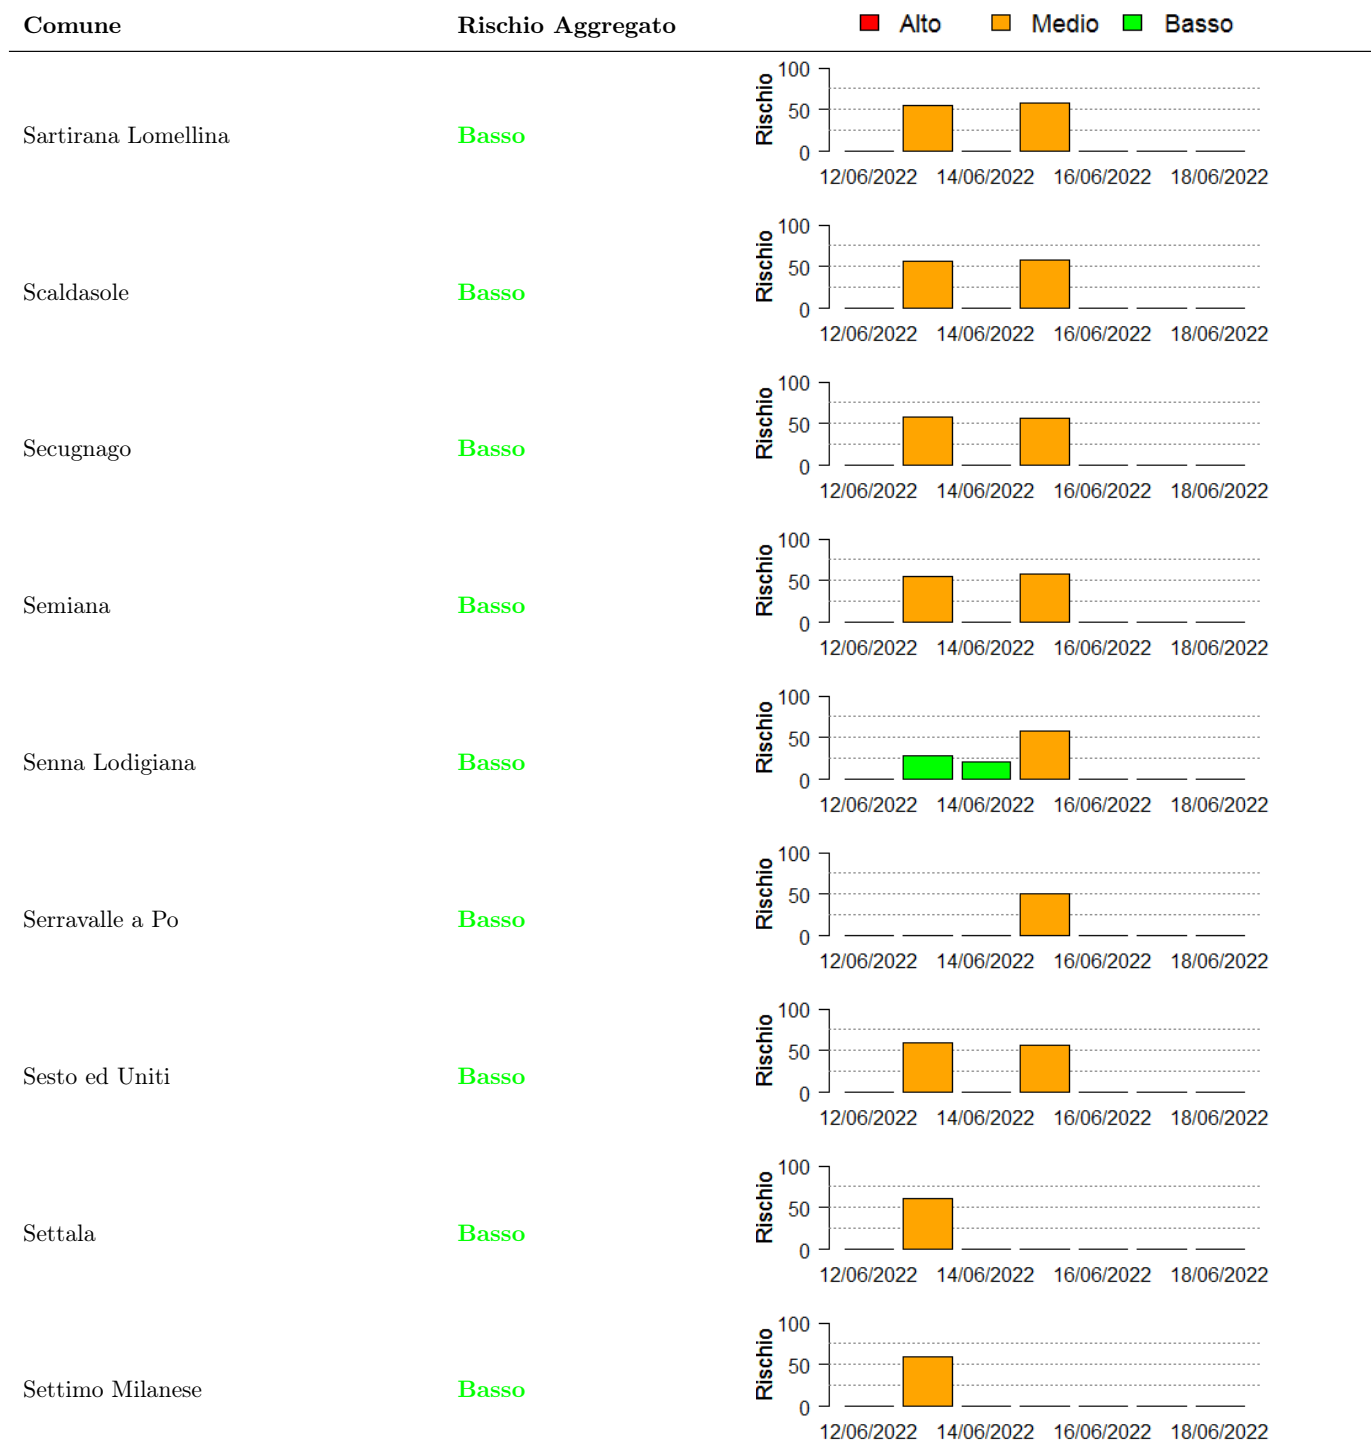 Comune Rischio Aggregato Alto Medio Basso
Sartirana Lomellina Basso Rischio 100 50 0
12/06/2022 14/06/2022 16/06/2022 18/06/2022
Scaldasole Basso Rischio 100 50 0
12/06/2022 14/06/2022 16/06/2022 18/06/2022
Secugnago Basso Rischio 100 50 0
12/06/2022 14/06/2022 16/06/2022 18/06/2022
Semiana Basso Rischio 100 50 0
12/06/2022 14/06/2022 16/06/2022 18/06/2022
Senna Lodigiana Basso Rischio 100 50 0
12/06/2022 14/06/2022 16/06/2022 18/06/2022
Serravalle a Po Basso Rischio 100 50 0
12/06/2022 14/06/2022 16/06/2022 18/06/2022
Sesto ed Uniti Basso Rischio 100 50 0
12/06/2022 14/06/2022 16/06/2022 18/06/2022
Settala Basso Rischio 100 50 0
12/06/2022 14/06/2022 16/06/2022 18/06/2022
Settimo Milanese Basso Rischio 100 50 0
12/06/2022 14/06/2022 16/06/2022 18/06/2022